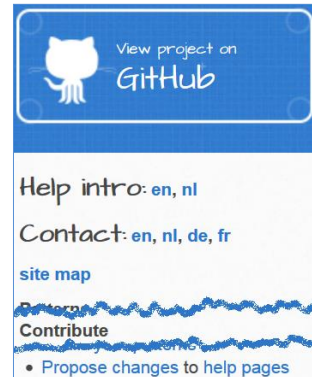 View project on
GitHub
Help intro: en, nl
Contact: en, nl, de, fr
site map
Contribute
• Propose changes to help pages